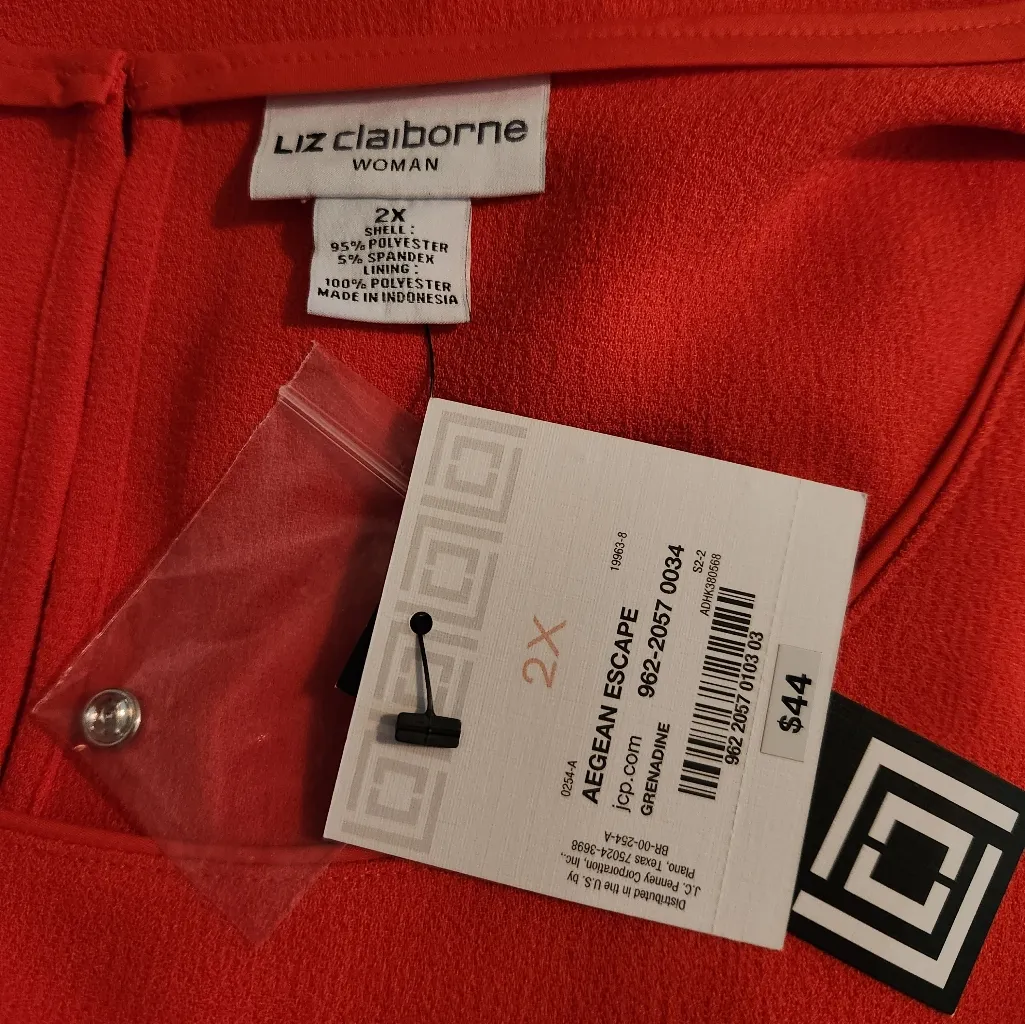 LIZ claiborne
WOMAN
2X
SHELL :
95% POLYESTER
5% SPANDEX
LINING :
100% POLYESTER
MADE IN INDONESIA
2X
19963-8
0254-A
AEGEAN ESCAPE
jcp.com
GRENADINE
962-2057 0034
S2-2
ADHK380568
962 2057 0103 03
$44
Distributed in the U.S. by
J.C. Penney Corporation, Inc.,
Plano, Texas 75024-3698
BR-00-254-A